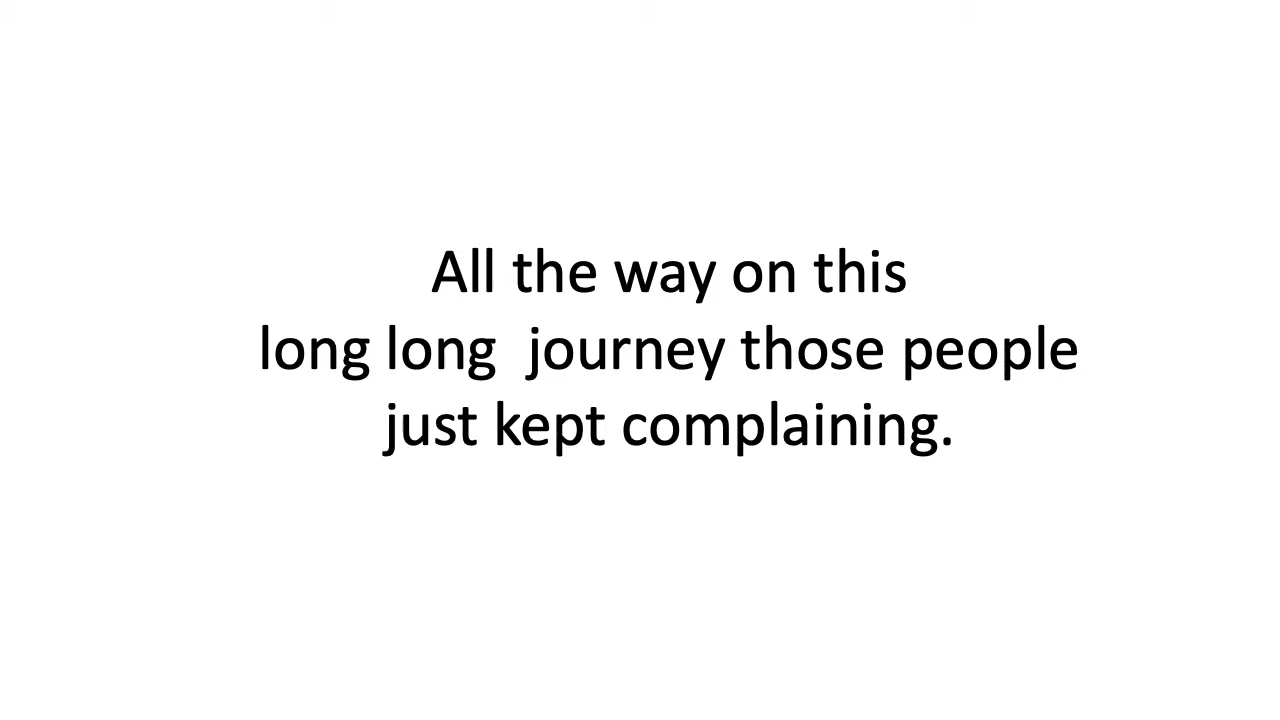 All the way on this
long long  journey those people
just kept complaining.